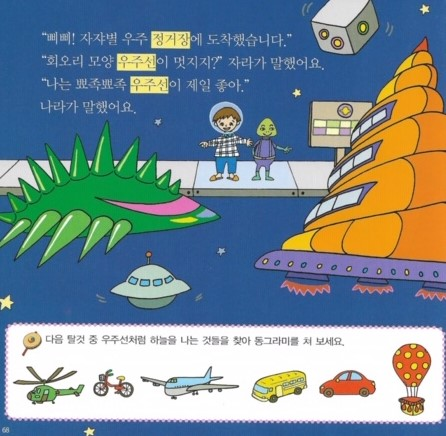 “삐삐! 자자별 우주 정거장에 도착했습니다.”
“회오리 모양 우주선이 멋지지?” 자라가 말했어요.
“나는 뾰족뾰족 우주선이 제일 좋아.”
나라가 말했어요.
다음 탈것 중 우주선처럼 하늘을 나는 것들을 찾아 동그라미를 쳐 보세요.
68